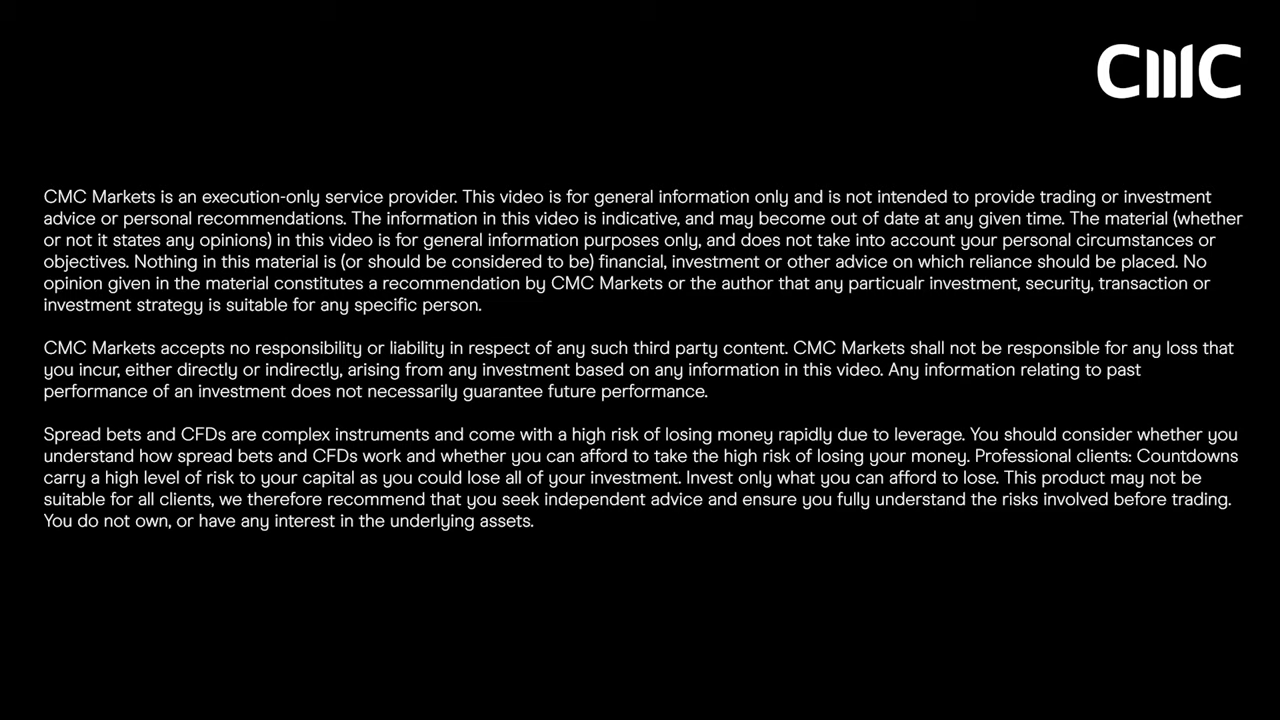 CMC
CMC Markets is an execution-only service provider. This video is for general information only and is not intended to provide trading or investment
advice or personal recommendations. The information in this video is indicative, and may become out of date at any given time. The material (whether
or not it states any opinions) in this video is for general information purposes only, and does not take into account your personal circumstances or
objectives. Nothing in this material is (or should be considered to be) financial, investment or other advice on which reliance should be placed. No
opinion given in the material constitutes a recommendation by CMC Markets or the author that any particualr investment, security, transaction or
investment strategy is suitable for any specific person.
CMC Markets accepts no responsibility or liability in respect of any such third party content. CMC Markets shall not be responsible for any loss that
you incur, either directly or indirectly, arising from any investment based on any information in this video. Any information relating to past
performance of an investment does not necessarily guarantee future performance.
Spread bets and CFDs are complex instruments and come with a high risk of losing money rapidly due to leverage. You should consider whether you
understand how spread bets and CFDs work and whether you can afford to take the high risk of losing your money. Professional clients: Countdowns
carry a high level of risk to your capital as you could lose all of your investment. Invest only what you can afford to lose. This product may not be
suitable for all clients, we therefore recommend that you seek independent advice and ensure you fully understand the risks involved before trading.
You do not own, or have any interest in the underlying assets.